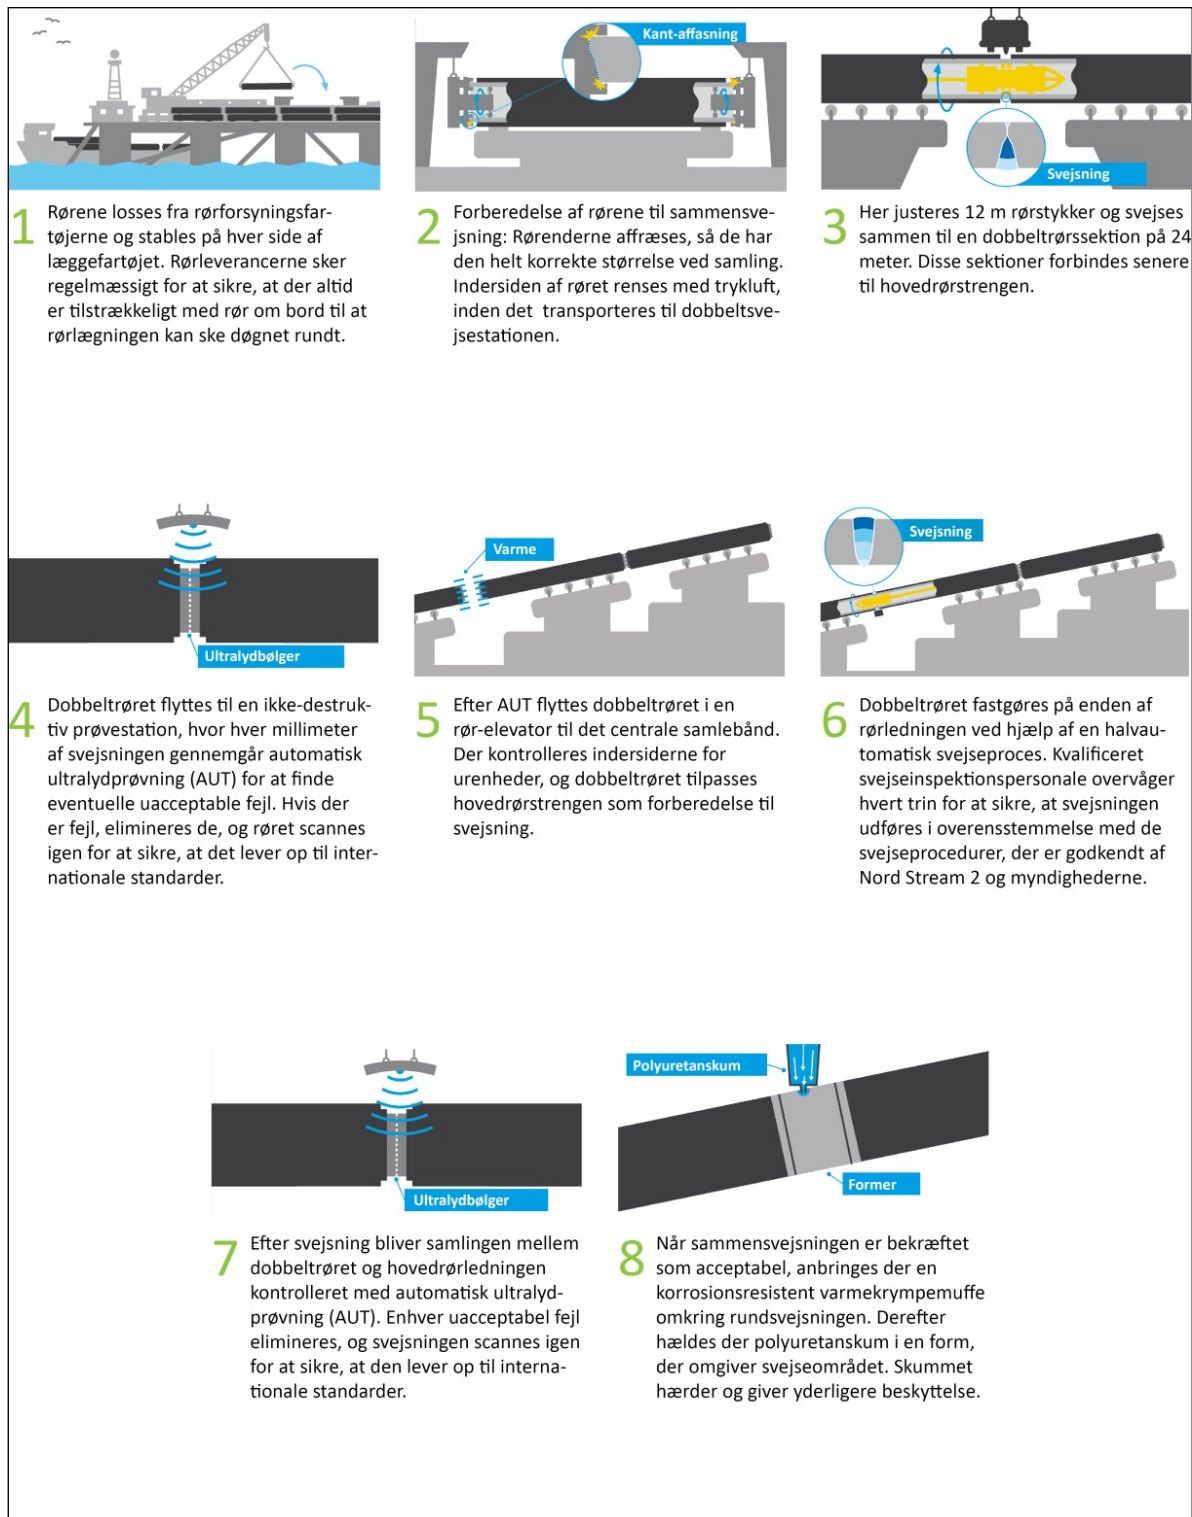 Kant-affasning
Svejsning
1
Rørene losses fra rørforsyningsfar-
tøjerne og stables på hver side af
læggefartøjet. Rørleverancerne sker
regelmæssigt for at sikre, at der altid
er tilstrækkeligt med rør om bord til at
rørlægningen kan ske døgnet rundt.
2
Forberedelse af rørene til sammensve-
jsning: Rørenderne affræses, så de har
den helt korrekte størrelse ved samling.
Indersiden af røret renses med trykluft,
inden det transporteres til dobbeltsve-
jsestationen.
3
Her justeres 12 m rørstykker og svejses
sammen til en dobbeltrørssektion på 24
meter. Disse sektioner forbindes senere
til hovedrørstrengen.
Ultralydbølger
Varme
Svejsning
4
Dobbeltrøret flyttes til en ikke-destruk-
tiv prøvestation, hvor hver millimeter
af svejsningen gennemgår automatisk
ultralydprøvning (AUT) for at finde
eventuelle uacceptable fejl. Hvis der
er fejl, elimineres de, og røret scannes
igen for at sikre, at det lever op til inter-
nationale standarder.
5
Efter AUT flyttes dobbeltrøret i en
rør-elevator til det centrale samlebånd.
Der kontrolleres indersiderne for
urenheder, og dobbeltrøret tilpasses
hovedrørstrengen som forberedelse til
svejsning.
6
Dobbeltrøret fastgøres på enden af
rørledningen ved hjælp af en halvau-
tomatisk svejseproces. Kvalificeret
svejseinspektionspersonale overvåger
hvert trin for at sikre, at svejsningen
udføres i overensstemmelse med de
svejseprocedurer, der er godkendt af
Nord Stream 2 og myndighederne.
Ultralydbølger
Polyuretanskum
Former
7
Efter svejsning bliver samlingen mellem
dobbeltrøret og hovedrørledningen
kontrolleret med automatisk ultralyd-
prøvning (AUT). Enhver uacceptabel fejl
elimineres, og svejsningen scannes igen
for at sikre, at den lever op til interna-
tionale standarder.
8
Når sammensvejsningen er bekræftet
som acceptabel, anbringes der en
korrosionsresistent varmekrympemuffe
omkring rundsvejsningen. Derefter
hældes der polyuretanskum i en form,
der omgiver svejseområdet. Skummet
hærder og giver yderligere beskyttelse.